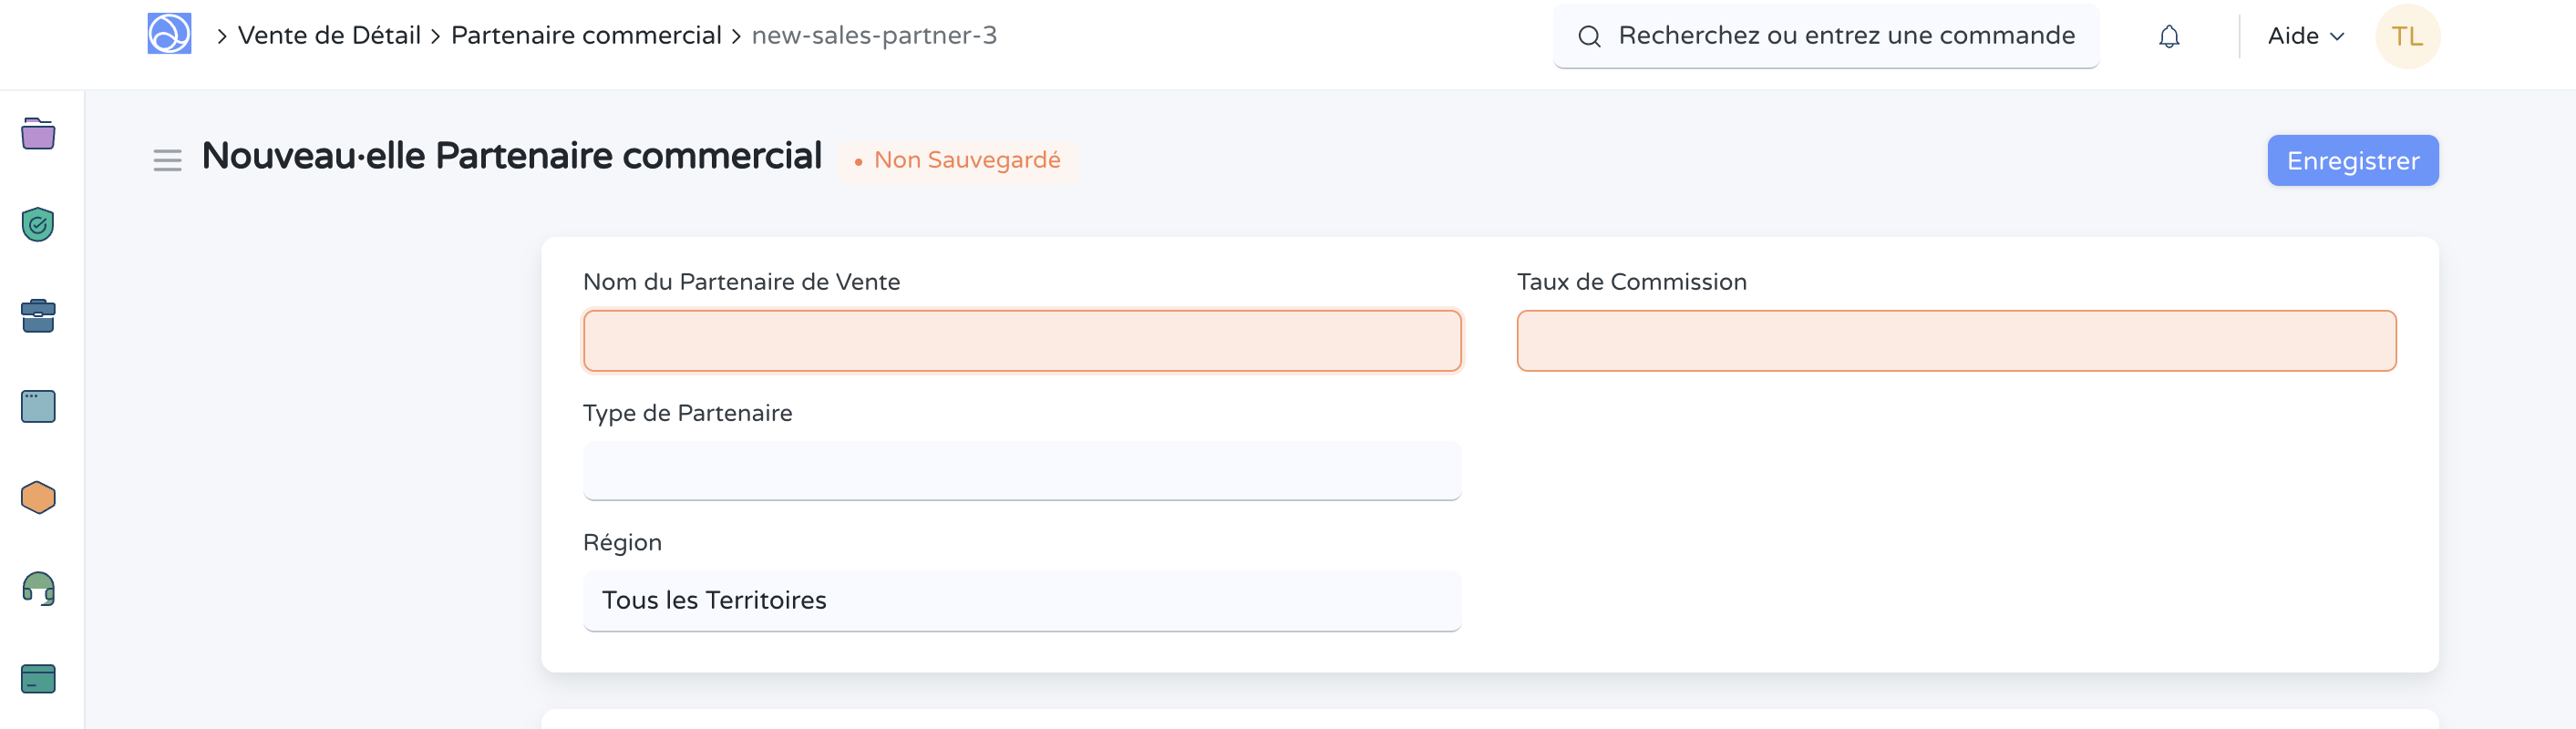 Vente de Détail
Partenaire commercial
new-sales-partner-3
Recherchez ou entrez une commande
Aide
TL
Nouveau·elle Partenaire commercial
Non Sauvegardé
Enregistrer
Nom du Partenaire de Vente
Taux de Commission
Type de Partenaire
Région
Tous les Territoires